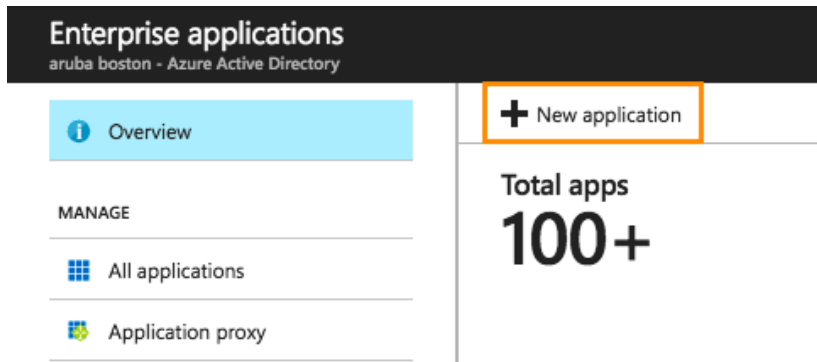 Enterprise applications
aruba boston - Azure Active Directory
Overview
MANAGE
All applications
Application proxy
New application
Total apps
100+